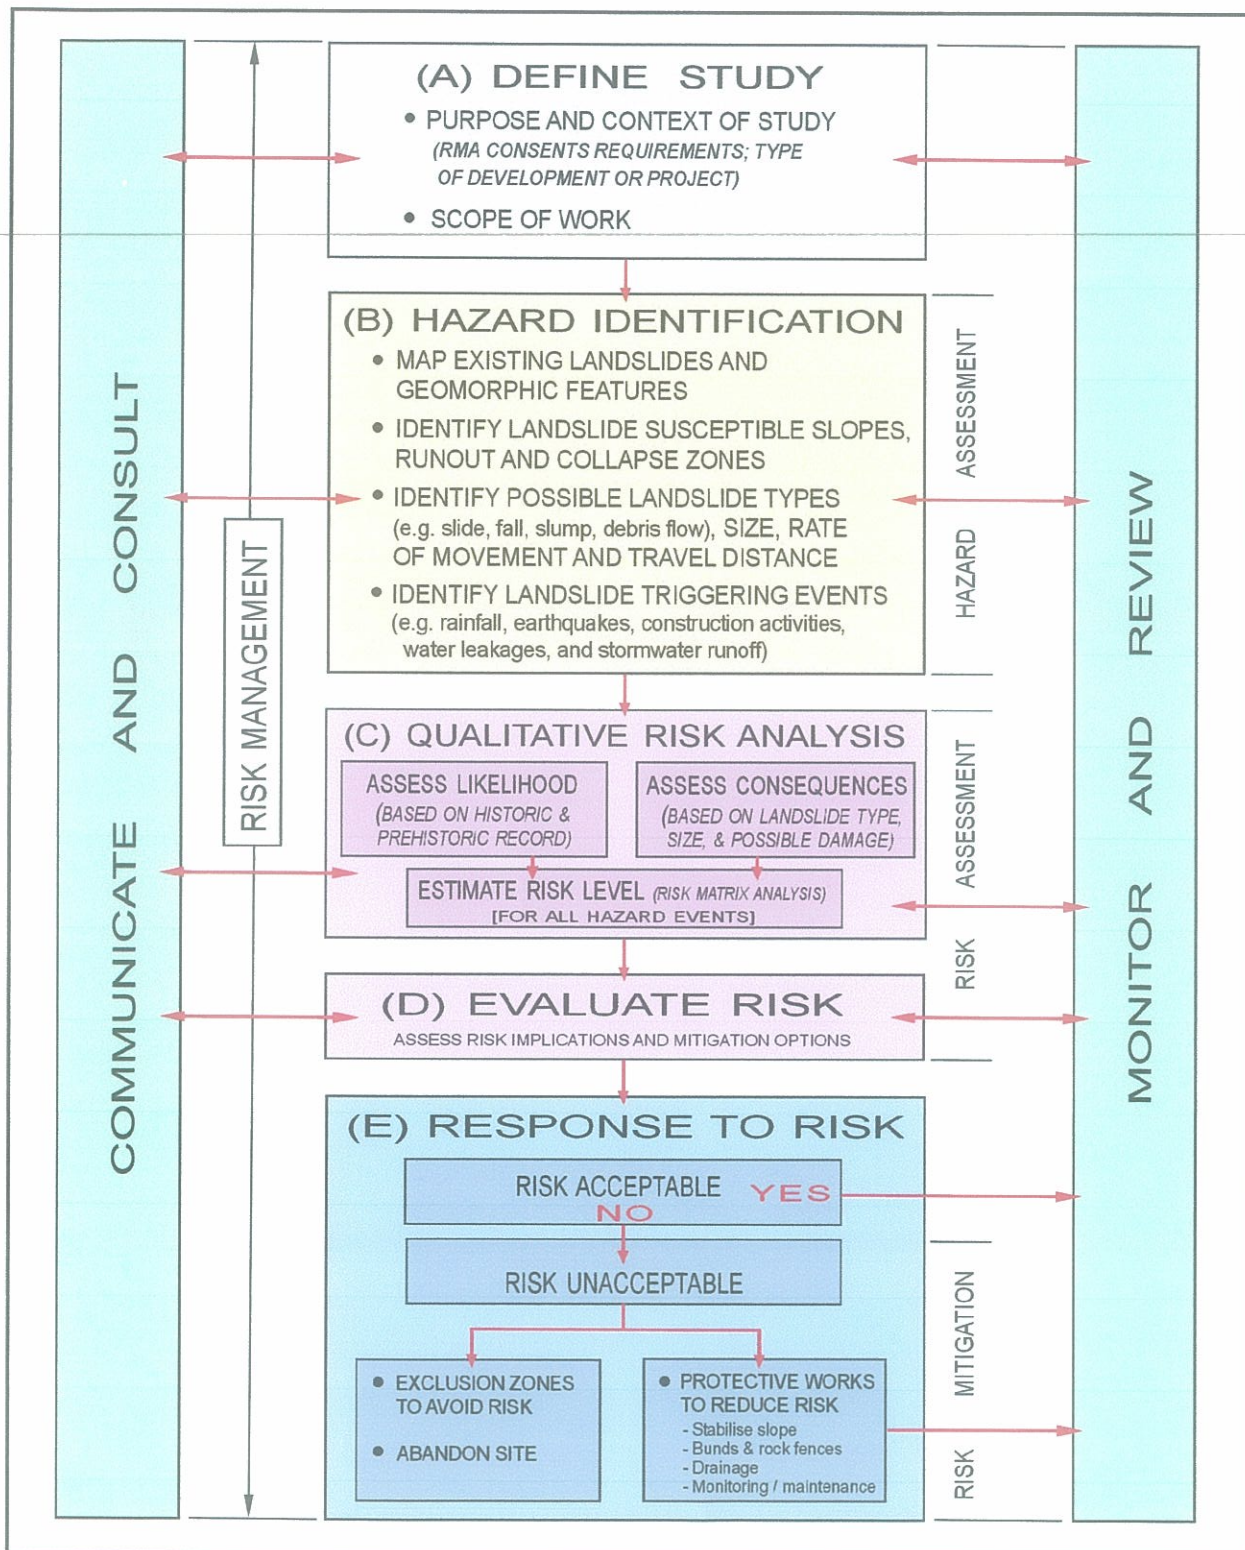 COMMUNICATE AND CONSULT
RISK MANAGEMENT
(A) DEFINE STUDY
• PURPOSE AND CONTEXT OF STUDY
(RMA CONSENTS REQUIREMENTS; TYPE
OF DEVELOPMENT OR PROJECT)
• SCOPE OF WORK
(B) HAZARD IDENTIFICATION
• MAP EXISTING LANDSLIDES AND
GEOMORPHIC FEATURES
• IDENTIFY LANDSLIDE SUSCEPTIBLE SLOPES,
RUNOUT AND COLLAPSE ZONES
• IDENTIFY POSSIBLE LANDSLIDE TYPES
(e.g. slide, fall, slump, debris flow), SIZE, RATE
OF MOVEMENT AND TRAVEL DISTANCE
• IDENTIFY LANDSLIDE TRIGGERING EVENTS
(e.g. rainfall, earthquakes, construction activities,
water leakages, and stormwater runoff)
HAZARD ASSESSMENT
(C) QUALITATIVE RISK ANALYSIS
ASSESS LIKELIHOOD
(BASED ON HISTORIC &
PREHISTORIC RECORD)
ASSESS CONSEQUENCES
(BASED ON LANDSLIDE TYPE,
SIZE, & POSSIBLE DAMAGE)
ESTIMATE RISK LEVEL (RISK MATRIX ANALYSIS)
[FOR ALL HAZARD EVENTS]
(D) EVALUATE RISK
ASSESS RISK IMPLICATIONS AND MITIGATION OPTIONS
RISK ASSESSMENT
(E) RESPONSE TO RISK
RISK ACCEPTABLE YES
NO
RISK UNACCEPTABLE
• EXCLUSION ZONES
TO AVOID RISK
• ABANDON SITE
• PROTECTIVE WORKS
TO REDUCE RISK
- Stabilise slope
- Bunds & rock fences
- Drainage
- Monitoring / maintenance
RISK MITIGATION
MONITOR AND REVIEW